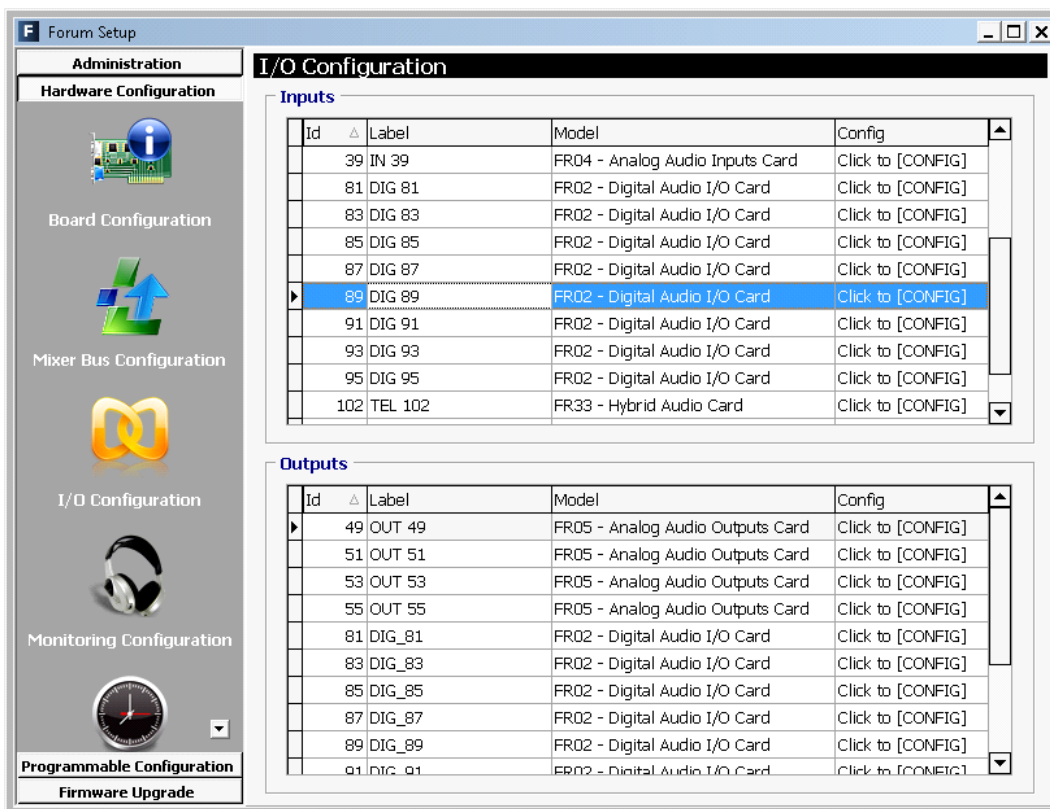 F Forum Setup
Administration
Hardware Configuration
Board Configuration
Mixer Bus Configuration
I/O Configuration
Monitoring Configuration
Programmable Configuration
Firmware Upgrade
I/O Configuration
Inputs
Id Label Model Config
39 IN 39 FR04 - Analog Audio Inputs Card Click to [CONFIG]
81 DIG 81 FR02 - Digital Audio I/O Card Click to [CONFIG]
83 DIG 83 FR02 - Digital Audio I/O Card Click to [CONFIG]
85 DIG 85 FR02 - Digital Audio I/O Card Click to [CONFIG]
87 DIG 87 FR02 - Digital Audio I/O Card Click to [CONFIG]
89 DIG 89 FR02 - Digital Audio I/O Card Click to [CONFIG]
91 DIG 91 FR02 - Digital Audio I/O Card Click to [CONFIG]
93 DIG 93 FR02 - Digital Audio I/O Card Click to [CONFIG]
95 DIG 95 FR02 - Digital Audio I/O Card Click to [CONFIG]
102 TEL 102 FR33 - Hybrid Audio Card Click to [CONFIG]
Outputs
Id Label Model Config
49 OUT 49 FR05 - Analog Audio Outputs Card Click to [CONFIG]
51 OUT 51 FR05 - Analog Audio Outputs Card Click to [CONFIG]
53 OUT 53 FR05 - Analog Audio Outputs Card Click to [CONFIG]
55 OUT 55 FR05 - Analog Audio Outputs Card Click to [CONFIG]
81 DIG_81 FR02 - Digital Audio I/O Card Click to [CONFIG]
83 DIG_83 FR02 - Digital Audio I/O Card Click to [CONFIG]
85 DIG_85 FR02 - Digital Audio I/O Card Click to [CONFIG]
87 DIG_87 FR02 - Digital Audio I/O Card Click to [CONFIG]
89 DIG_89 FR02 - Digital Audio I/O Card Click to [CONFIG]
91 DIG_91 FR02 - Digital Audio I/O Card Click to [CONFIG]